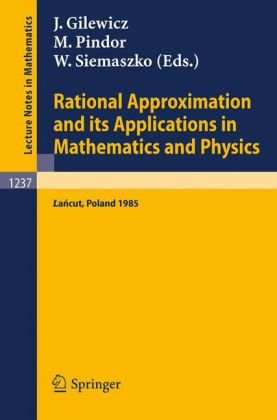 J. Gilewicz
M. Pindor
W. Siemaszko (Eds.)
Lecture Notes in Mathematics
Rational Approximation
and its Applications in
Mathematics and Physics
1237
Łańcut, Poland 1985
Springer